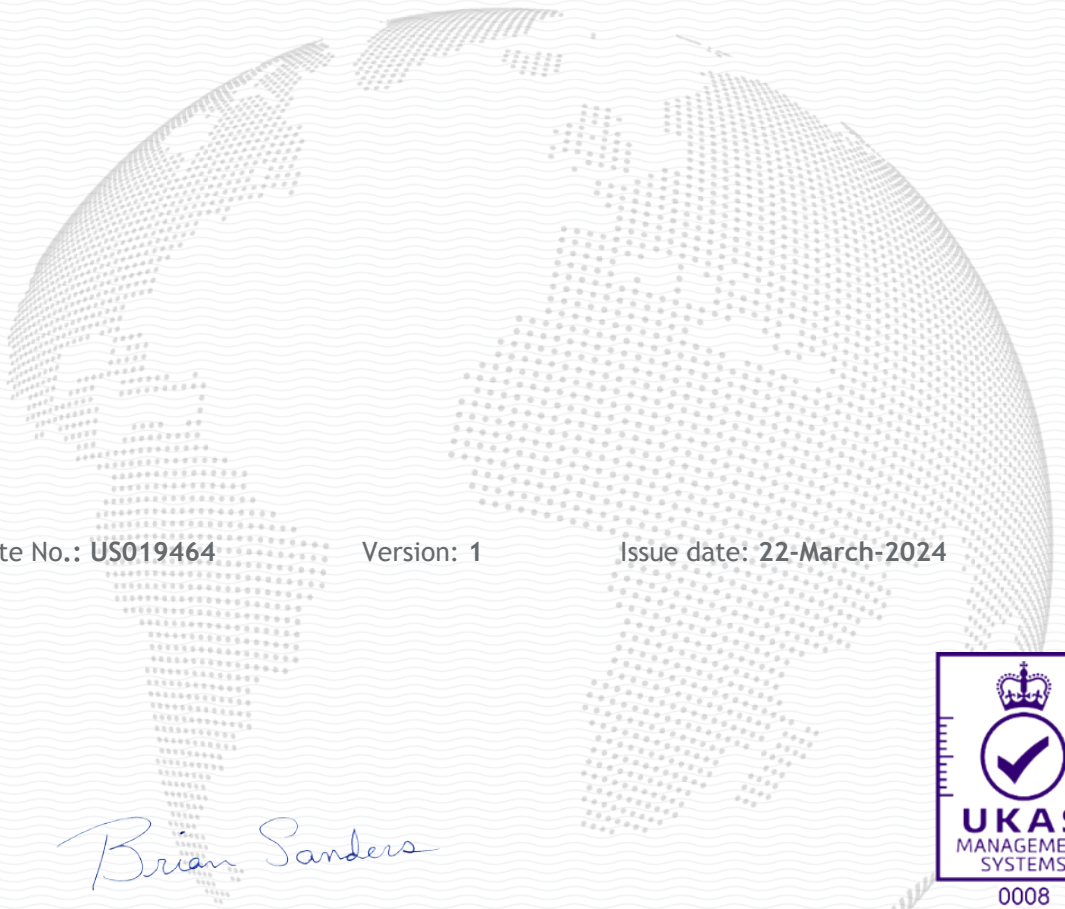 te No.: US019464 Version: 1 Issue date: 22-March-2024
Brian Sanders
UKAS
MANAGEME
SYSTEMS
0008